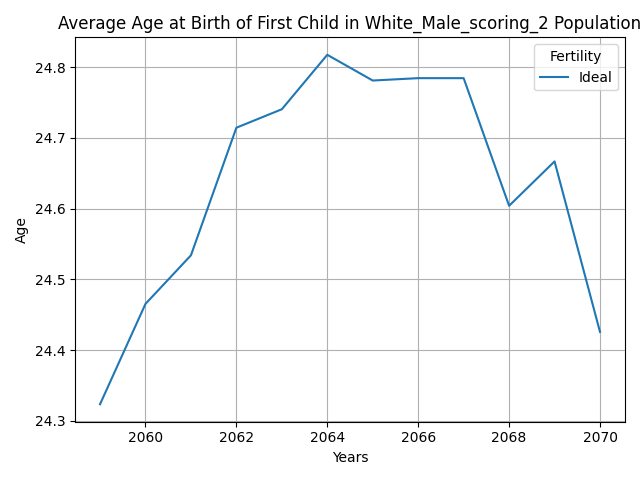 Average Age at Birth of First Child in White_Male_scoring_2 Population
Fertility
Ideal
24.8
24.7
24.6
24.5
24.4
24.3
Age
2060 2062 2064 2066 2068 2070
Years